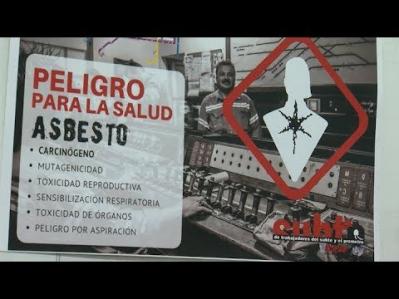 PELIGRO
PARA LA SALUD
ASBESTO
• CARCINÓGENO
• MUTAGENICIDAD
• TOXICIDAD REPRODUCTIVA
• SENSIBILIZACION RESPIRATORIA
• TOXICIDAD DE ÓRGANOS
• PELIGRO POR ASPIRACIÓN
de trabajadores del subte y el premetro